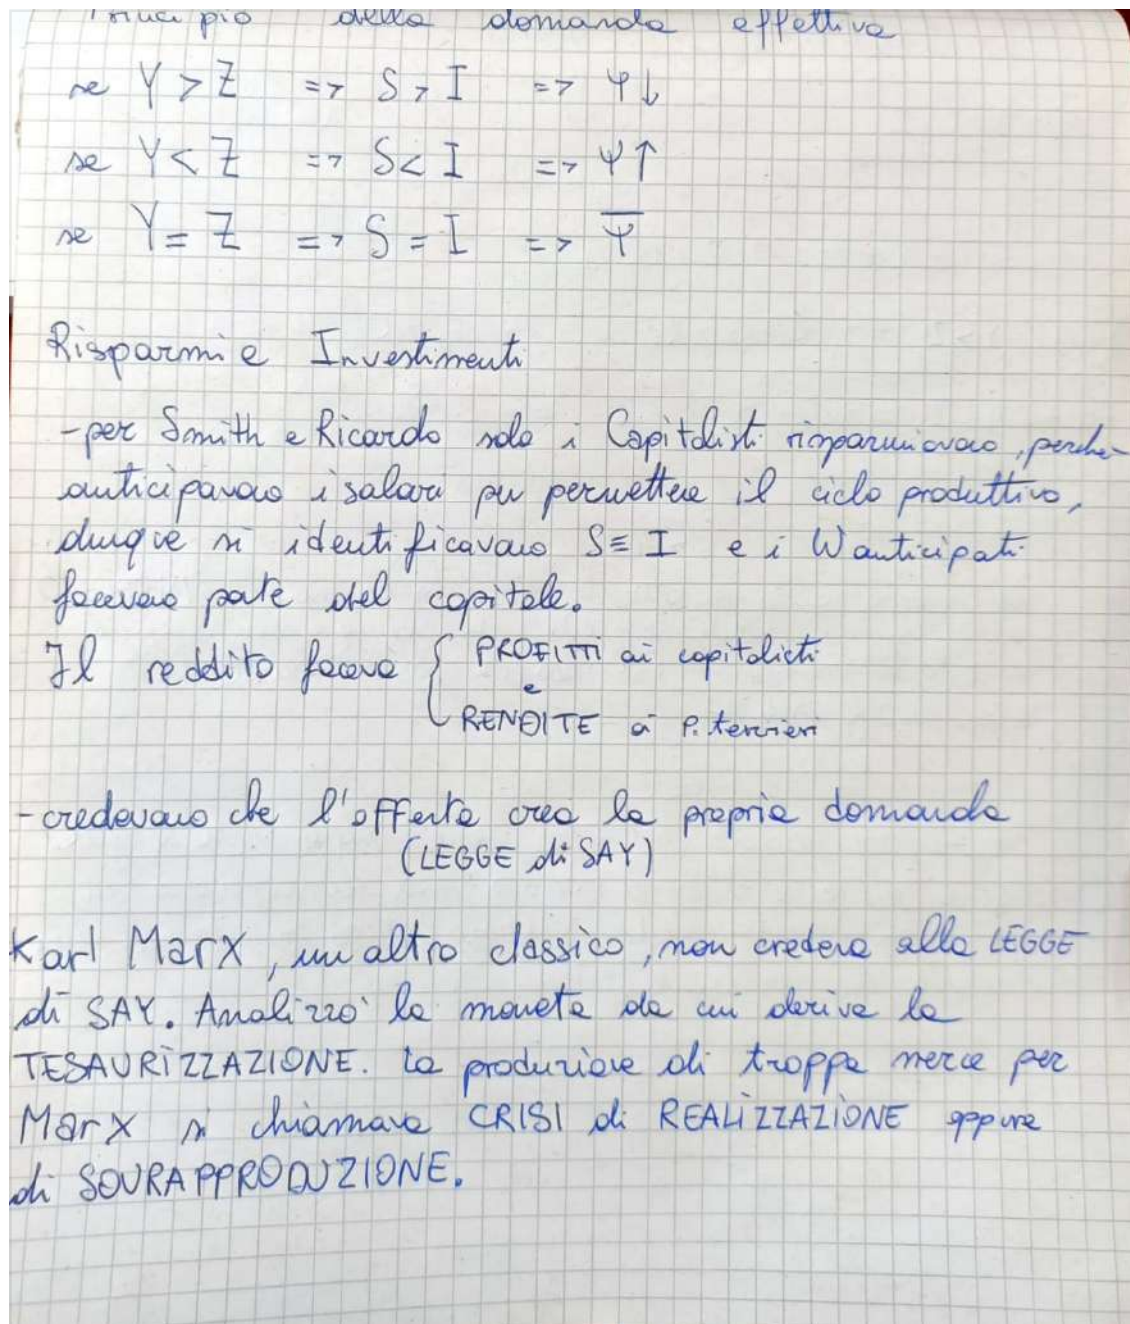 Principio della domanda effettiva
se Y > Z => S > I => Ψ↓
se Y < Z => S < I => Ψ↑
se Y = Z => S = I => Ψ̅
Risparmi e Investimenti
- per Smith e Ricardo solo i Capitalisti risparmiavano, perché
anticipavano i salari per permettere il ciclo produttivo,
dunque si identificavano S ≡ I e i W anticipati
facevano parte del capitale.
Il reddito faceva { PROFITTI ai capitalisti
e
RENDITE ai P. terrieri
- credevano che l'offerta crea la propria domanda
(LEGGE di SAY)
Karl Marx, un altro classico, non credeva alla LEGGE
di SAY. Analizzò la moneta da cui deriva la
TESAURIZZAZIONE. La produzione di troppa merce per
Marx si chiamava CRISI di REALIZZAZIONE oppure
di SOVRAPPRODUZIONE.